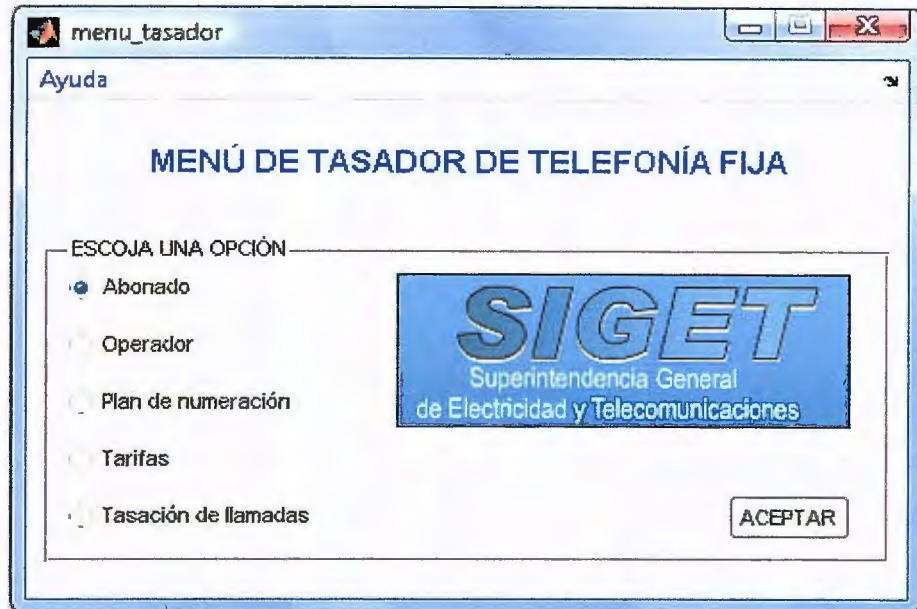 menu_tasador
Ayuda
MENÚ DE TASADOR DE TELEFONÍA FIJA
ESCOJA UNA OPCIÓN
Abonado
Operador
Plan de numeración
Tarifas
Tasación de llamadas
SIGET
Superintendencia General
de Electricidad y Telecomunicaciones
ACEPTAR